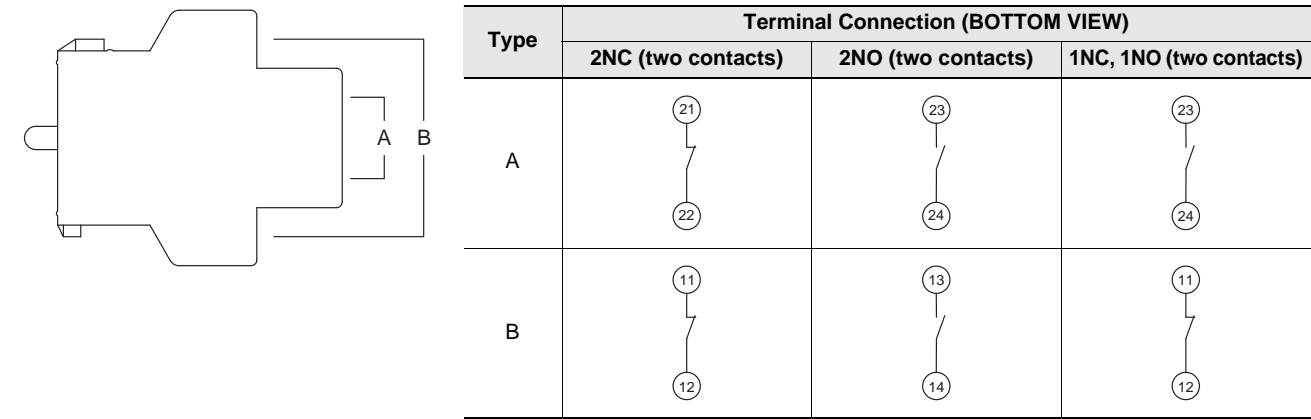 A B
Type
Terminal Connection (BOTTOM VIEW)
2NC (two contacts) 2NO (two contacts) 1NC, 1NO (two contacts)
21 23 23
A
22 24 24
11 13 11
B
12 14 12